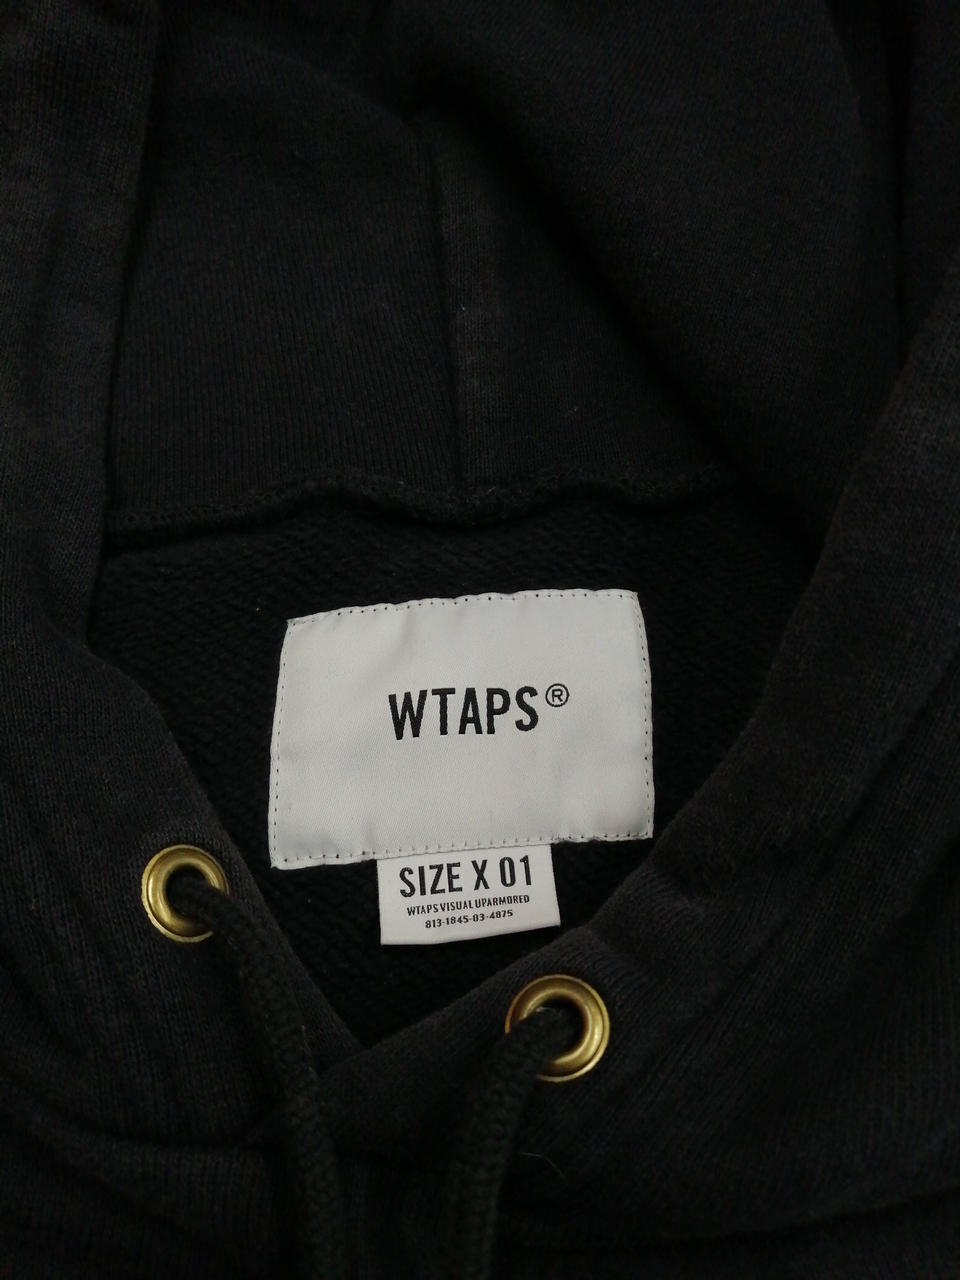 WTAPS®
SIZE X 01
WTAPS VISUAL UPARMORED
813-1845-03-4875